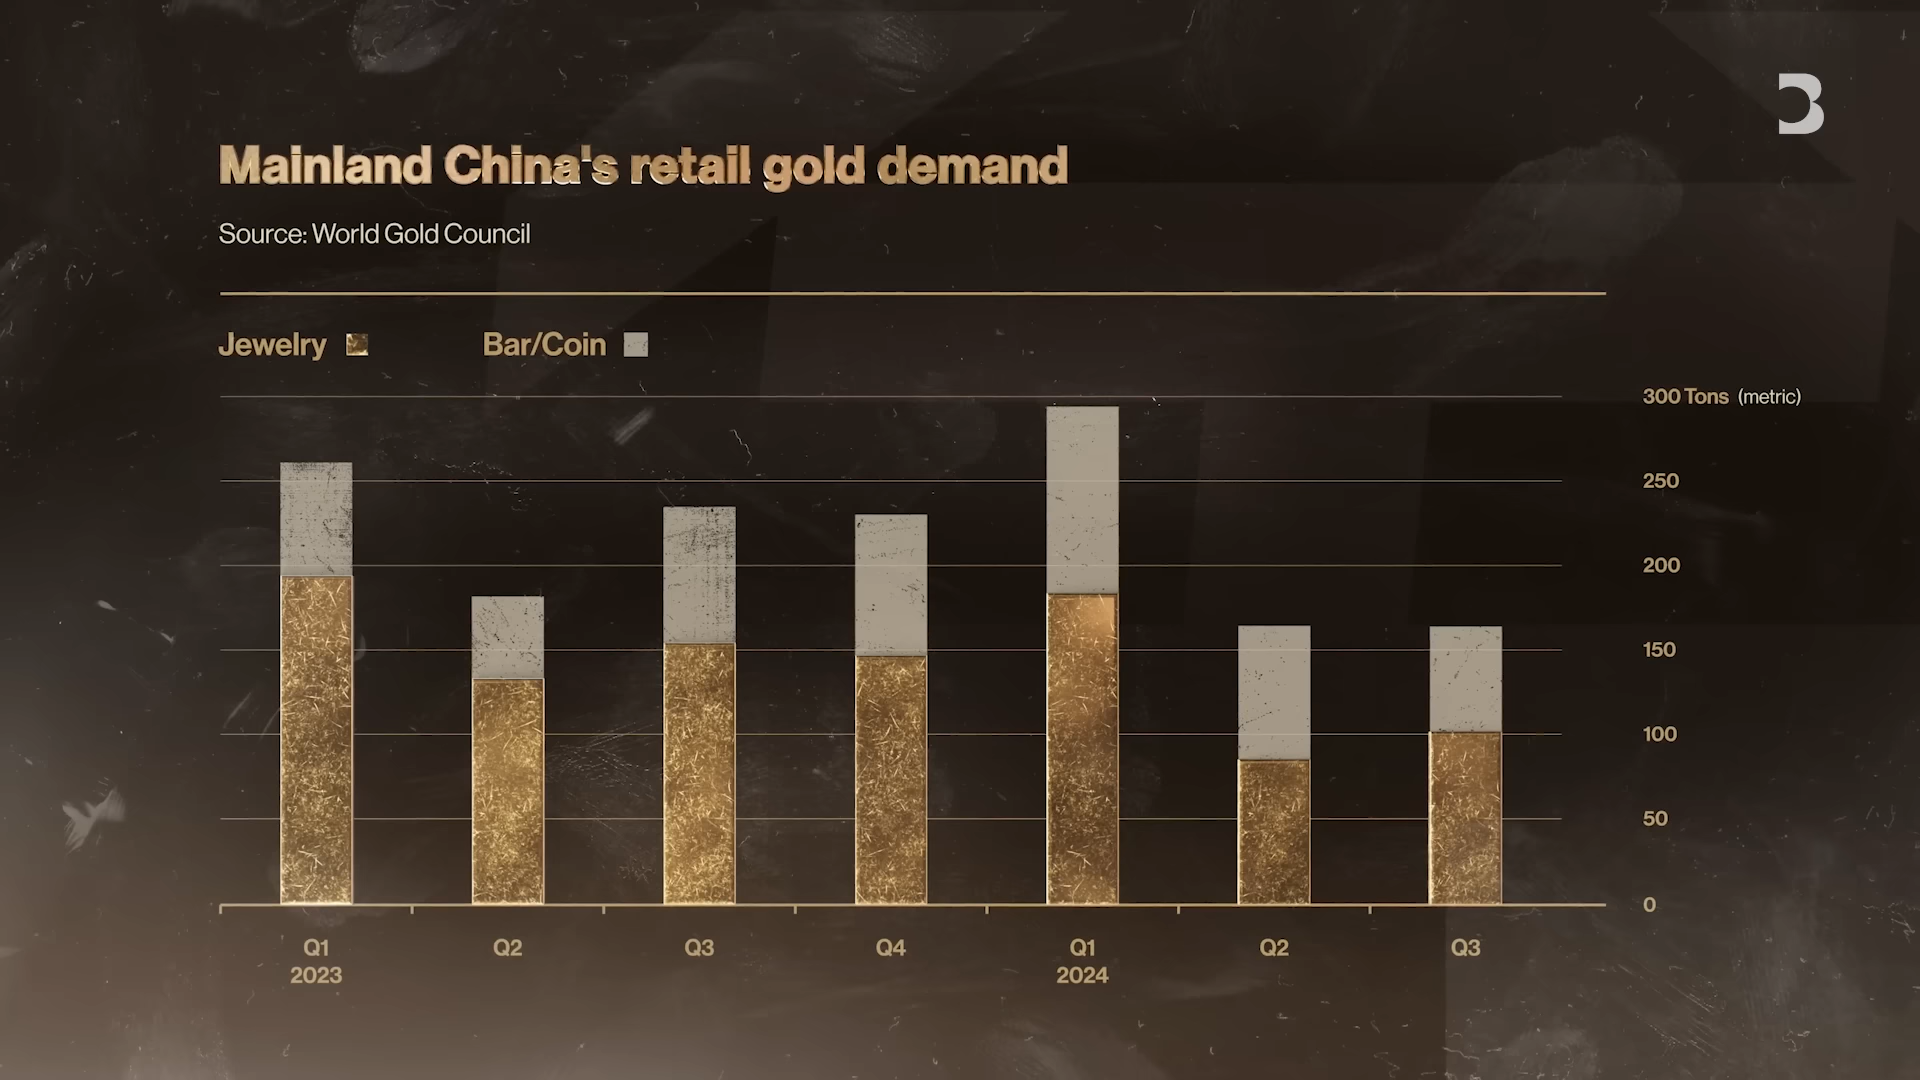 Mainland China's retail gold demand
Source: World Gold Council
Jewelry
Bar/Coin
300 Tons (metric)
250
200
150
100
50
0
Q1 Q2 Q3 Q4 Q1 Q2 Q3
2023 2024